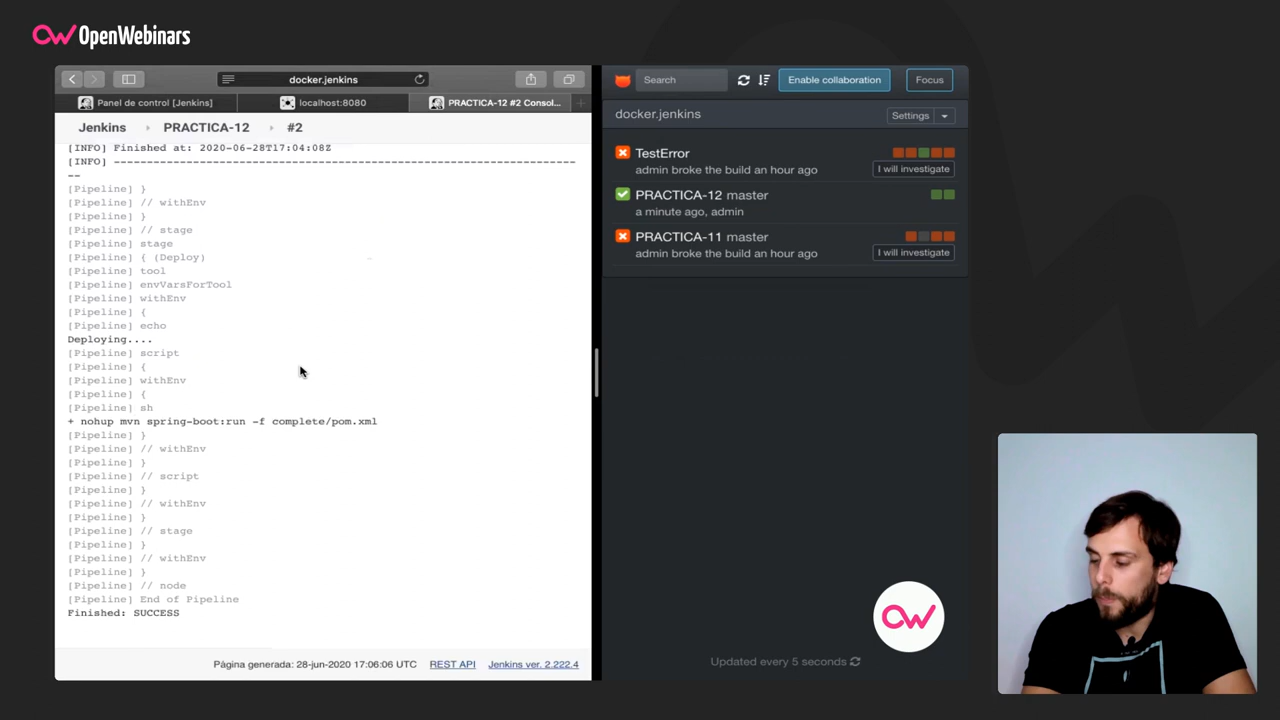 OpenWebinars
docker.jenkins
Panel de control [Jenkins]
localhost:8080
PRACTICA-12 #2 Consol...
Jenkins › PRACTICA-12 › #2
[INFO] Finished at: 2020-06-28T17:04:08Z
[INFO] --------------------------------------------------------
--
[Pipeline] }
[Pipeline] // withEnv
[Pipeline] }
[Pipeline] // stage
[Pipeline] stage
[Pipeline] { (Deploy)
[Pipeline] tool
[Pipeline] envVarsForTool
[Pipeline] withEnv
[Pipeline] {
[Pipeline] echo
Deploying....
[Pipeline] script
[Pipeline] {
[Pipeline] withEnv
[Pipeline] {
[Pipeline] sh
+ nohup mvn spring-boot:run -f complete/pom.xml
[Pipeline] }
[Pipeline] // withEnv
[Pipeline] }
[Pipeline] // script
[Pipeline] }
[Pipeline] // withEnv
[Pipeline] }
[Pipeline] // stage
[Pipeline] }
[Pipeline] // withEnv
[Pipeline] }
[Pipeline] // node
[Pipeline] End of Pipeline
Finished: SUCCESS
Página generada: 28-jun-2020 17:06:06 UTC REST API Jenkins ver. 2.222.4
Search Enable collaboration Focus
docker.jenkins Settings
TestError
admin broke the build an hour ago I will investigate
PRACTICA-12 master
a minute ago, admin
PRACTICA-11 master
admin broke the build an hour ago I will investigate
Updated every 5 seconds